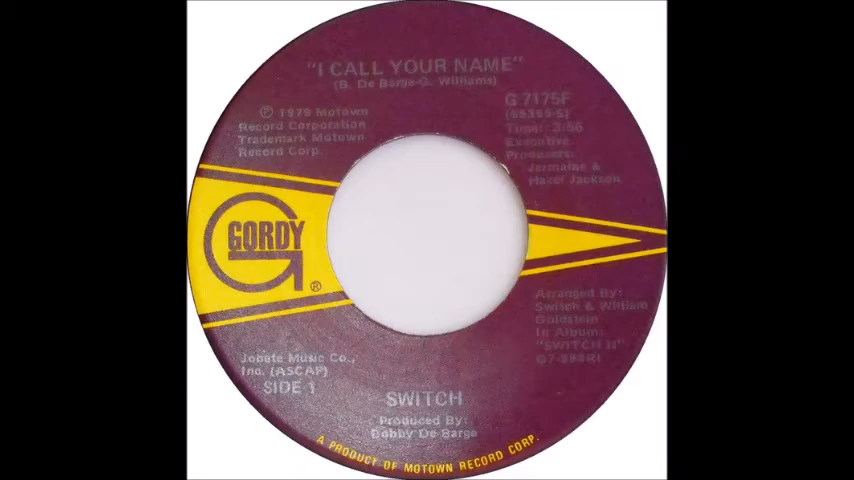 "I CALL YOUR NAME"
(B. De Barge-G. Williams)
G 7175F
Ⓟ 1979 Motown
Record Corporation
Trademark Motown
Record Corp.
Time: 3:56
Executive
Producers:
Jermaine &
Hazel Jackson
GORDY
®
Arranged By:
Switch & William
Goldstein
In Album:
"SWITCH II"
Jobete Music Co.,
Inc. (ASCAP)
SIDE 1
SWITCH
Produced By:
Bobby De Barge
A PRODUCT OF MOTOWN RECORD CORP.